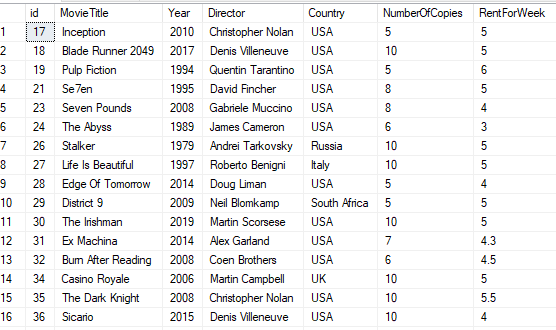 id MovieTitle Year Director Country NumberOfCopies RentForWeek
1 17 Inception 2010 Christopher Nolan USA 5 5
2 18 Blade Runner 2049 2017 Denis Villeneuve USA 10 5
3 19 Pulp Fiction 1994 Quentin Tarantino USA 5 6
4 21 Se7en 1995 David Fincher USA 8 5
5 23 Seven Pounds 2008 Gabriele Muccino USA 8 4
6 24 The Abyss 1989 James Cameron USA 6 3
7 26 Stalker 1979 Andrei Tarkovsky Russia 10 5
8 27 Life Is Beautiful 1997 Roberto Benigni Italy 10 5
9 28 Edge Of Tomorrow 2014 Doug Liman USA 5 4
10 29 District 9 2009 Neil Blomkamp South Africa 5 5
11 30 The Irishman 2019 Martin Scorsese USA 10 5
12 31 Ex Machina 2014 Alex Garland USA 7 4.3
13 32 Burn After Reading 2008 Coen Brothers USA 6 4.5
14 34 Casino Royale 2006 Martin Campbell UK 10 5
15 35 The Dark Knight 2008 Christopher Nolan USA 10 5.5
16 36 Sicario 2015 Denis Villeneuve USA 10 4